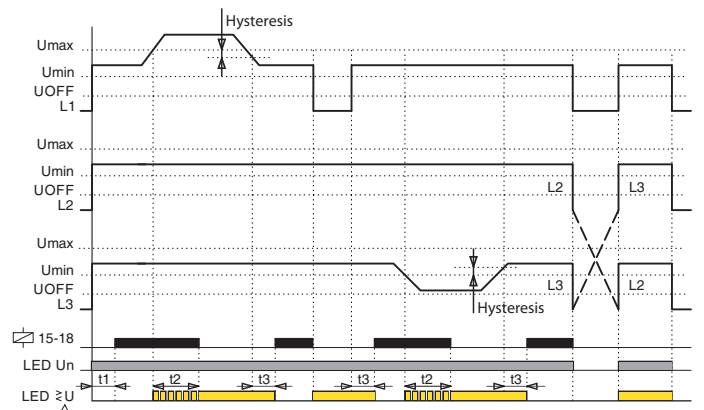 Hysteresis
Umax
Umin
UOFF
L1
Umax
Umin
UOFF
L2
L2
L3
Umax
Umin
UOFF
L3
L3
L2
Hysteresis
15-18
LED Un
t1
t2
t3
t3
t2
t3
LED ≷U